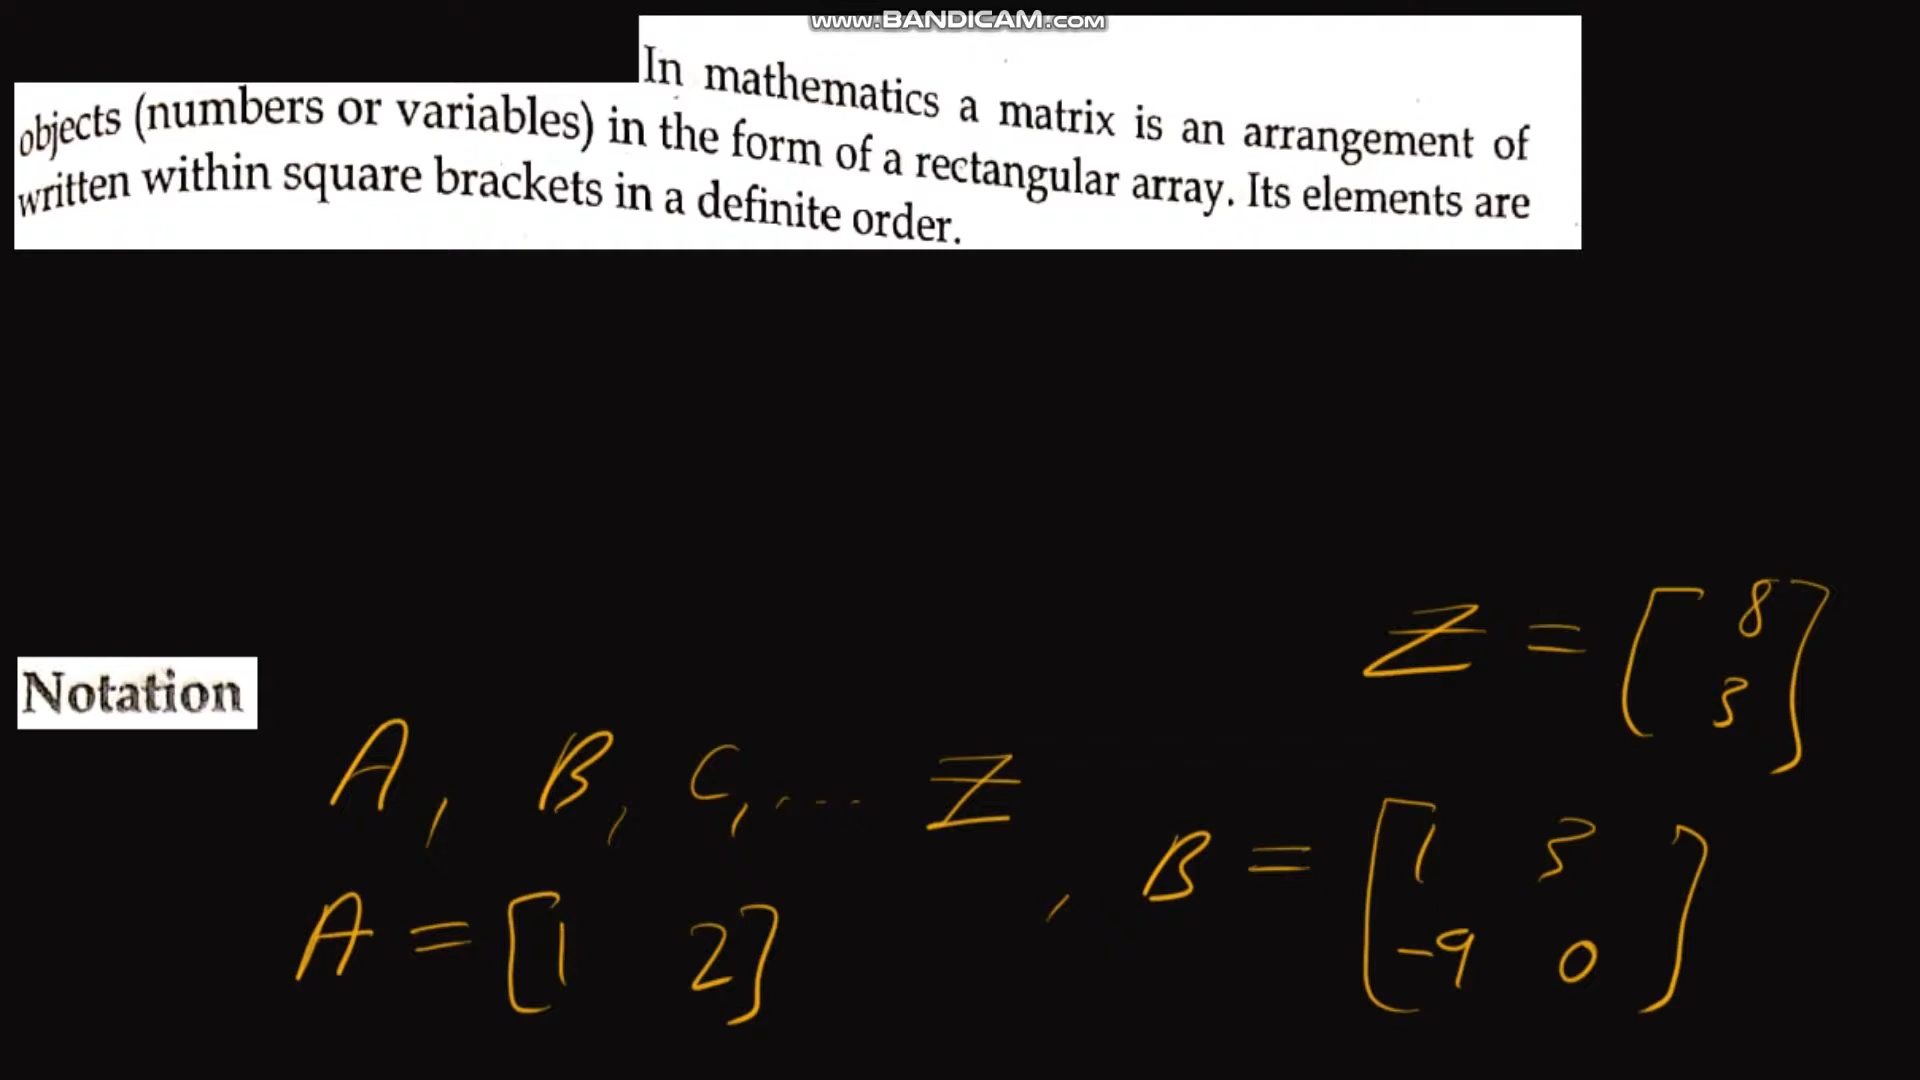 www.BANDICAM.com
In mathematics a matrix is an arrangement of
objects (numbers or variables) in the form of a rectangular array. Its elements are
written within square brackets in a definite order.
Z = [8
3]
Notation
A, B, C, .... Z
, B = [1 3
-9 0]
A = [1 2]